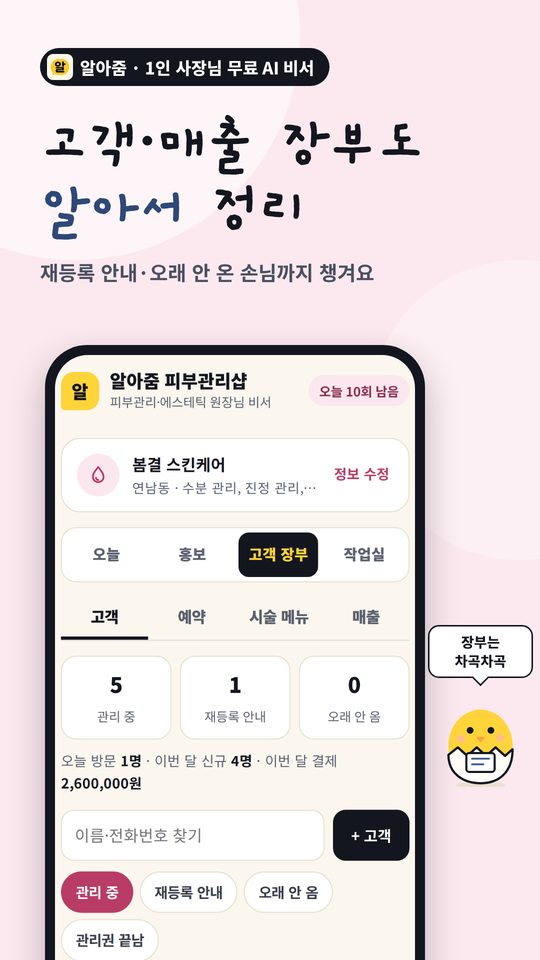 알 알아줌 · 1인 사장님 무료 AI 비서
고객·매출 장부도
알아서 정리
재등록 안내·오래 안 온 손님까지 챙겨요
알 알아줌 피부관리샵
피부관리·에스테틱 원장님 비서
오늘 10회 남음
봄결 스킨케어
연남동 · 수분 관리, 진정 관리,…
정보 수정
오늘 홍보 고객 장부 작업실
고객 예약 시술 메뉴 매출
5 1 0
관리 중 재등록 안내 오래 안 옴
장부는
차곡차곡
오늘 방문 1명 · 이번 달 신규 4명 · 이번 달 결제
2,600,000원
이름·전화번호 찾기 + 고객
관리 중 재등록 안내 오래 안 옴
관리권 끝남